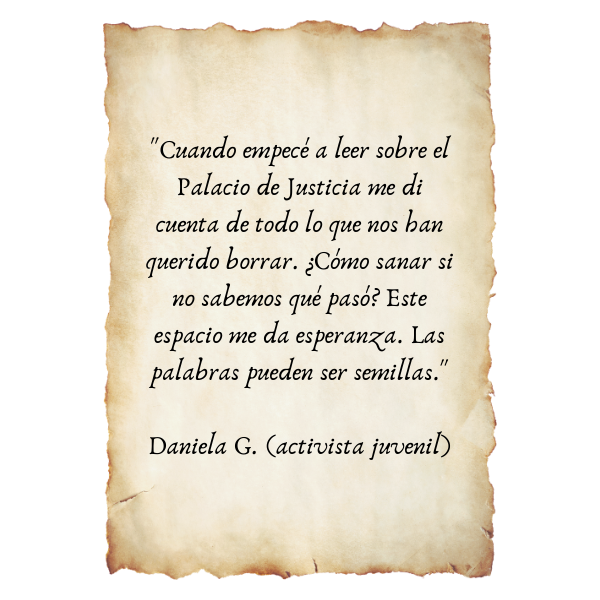 "Cuando empecé a leer sobre el
Palacio de Justicia me di
cuenta de todo lo que nos han
querido borrar. ¿Cómo sanar si
no sabemos qué pasó? Este
espacio me da esperanza. Las
palabras pueden ser semillas."
Daniela G. (activista juvenil)